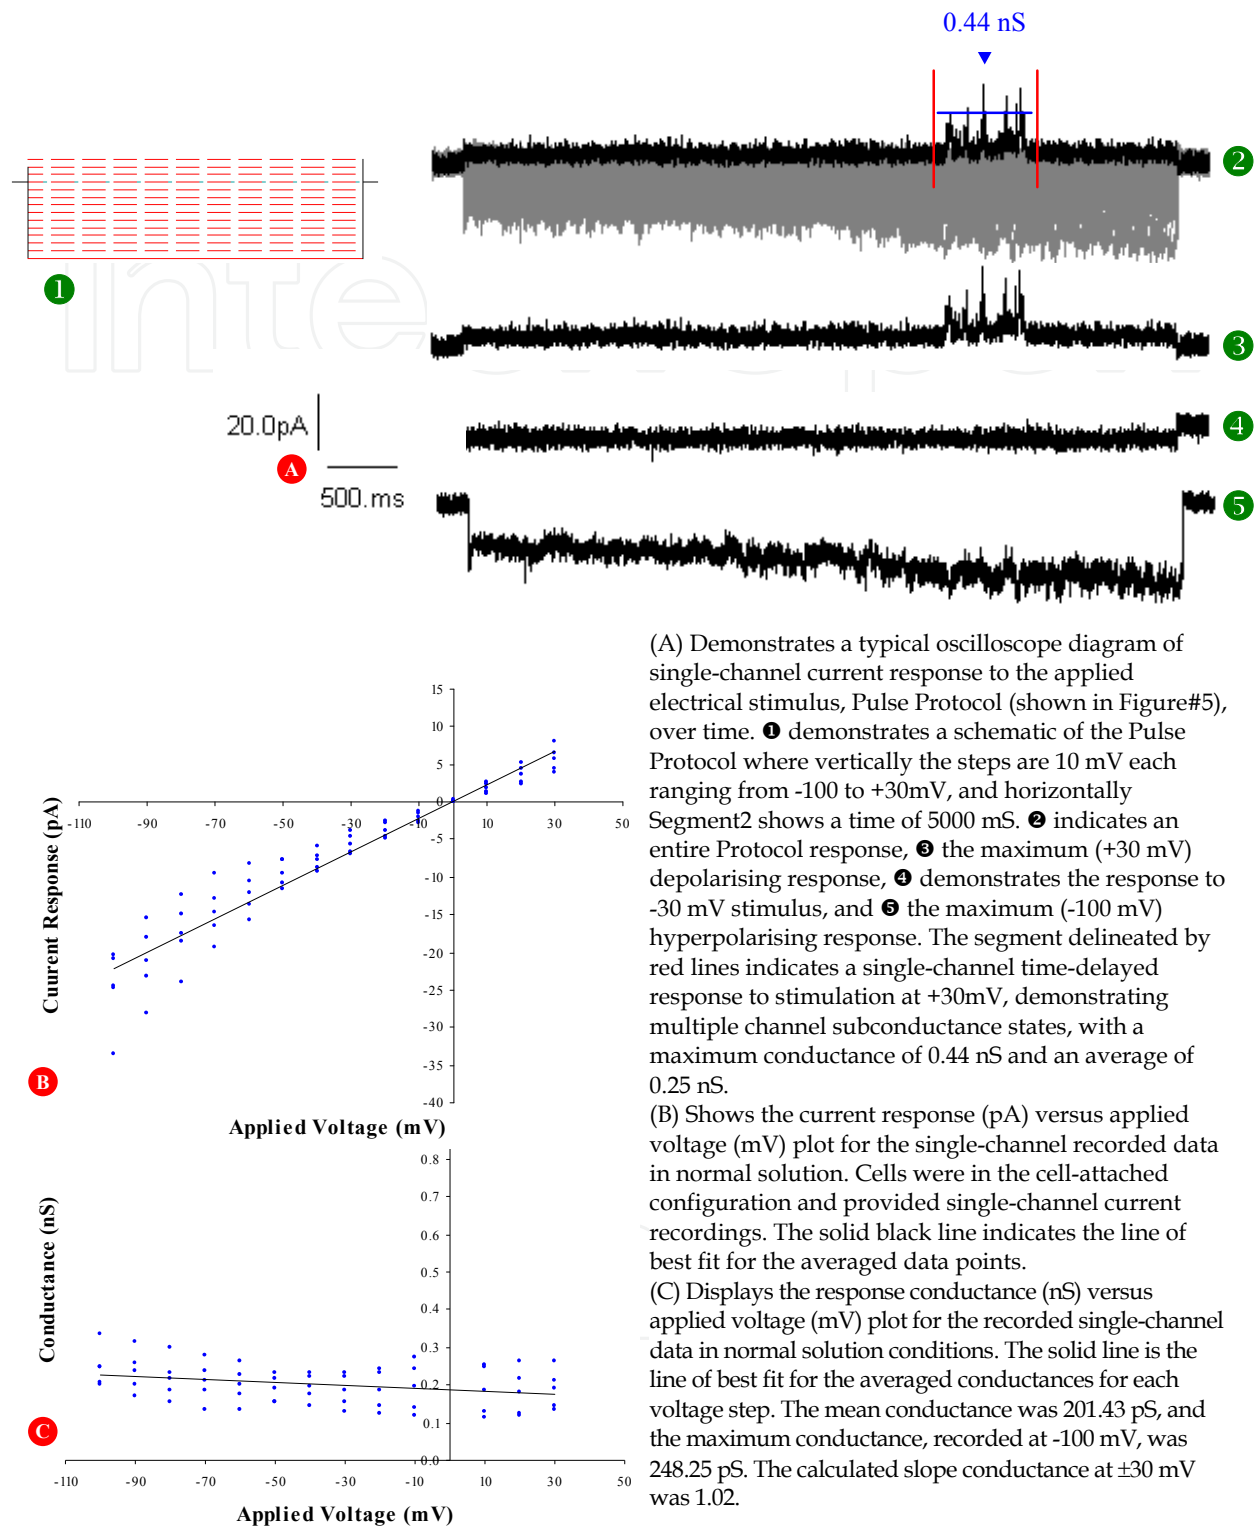 0.44 nS
2
1
3
20.0pA
4
A
500.ms
5
(A) Demonstrates a typical oscilloscope diagram of
single-channel current response to the applied
electrical stimulus, Pulse Protocol (shown in Figure#5),
over time. ❶ demonstrates a schematic of the Pulse
Protocol where vertically the steps are 10 mV each
ranging from -100 to +30mV, and horizontally
Segment2 shows a time of 5000 mS. ❷ indicates an
entire Protocol response, ❸ the maximum (+30 mV)
depolarising response, ❹ demonstrates the response to
-30 mV stimulus, and ❺ the maximum (-100 mV)
hyperpolarising response. The segment delineated by
red lines indicates a single-channel time-delayed
response to stimulation at +30mV, demonstrating
multiple channel subconductance states, with a
maximum conductance of 0.44 nS and an average of
0.25 nS.
(B) Shows the current response (pA) versus applied
voltage (mV) plot for the single-channel recorded data
in normal solution. Cells were in the cell-attached
configuration and provided single-channel current
recordings. The solid black line indicates the line of
best fit for the averaged data points.
(C) Displays the response conductance (nS) versus
applied voltage (mV) plot for the recorded single-channel
data in normal solution conditions. The solid line is the
line of best fit for the averaged conductances for each
voltage step. The mean conductance was 201.43 pS, and
the maximum conductance, recorded at -100 mV, was
248.25 pS. The calculated slope conductance at ±30 mV
was 1.02.
Cuurent Response (pA)
15
10
5
0
-5
-10
-15
-20
-25
-30
-35
-40
-110 -90 -70 -50 -30 -10 10 30 50
B
Applied Voltage (mV)
Conductance (nS)
0.8
0.7
0.6
0.5
0.4
0.3
0.2
0.1
0.0
C
-110 -90 -70 -50 -30 -10 10 30 50
Applied Voltage (mV)